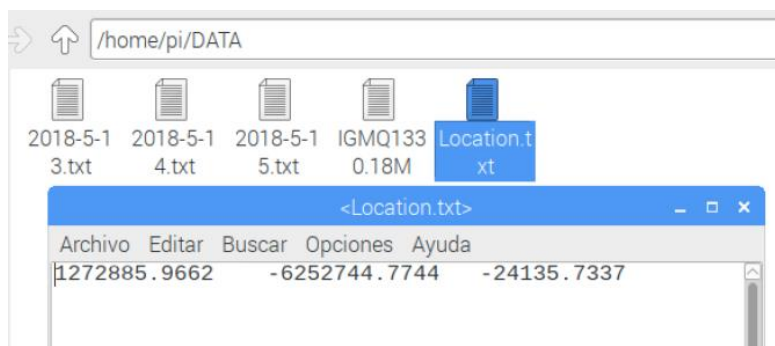 /home/pi/DATA
2018-5-1 2018-5-1 2018-5-1 IGMQ133 Location.t
3.txt 4.txt 5.txt 0.18M xt
<Location.txt>
Archivo Editar Buscar Opciones Ayuda
1272885.9662 -6252744.7744 -24135.7337